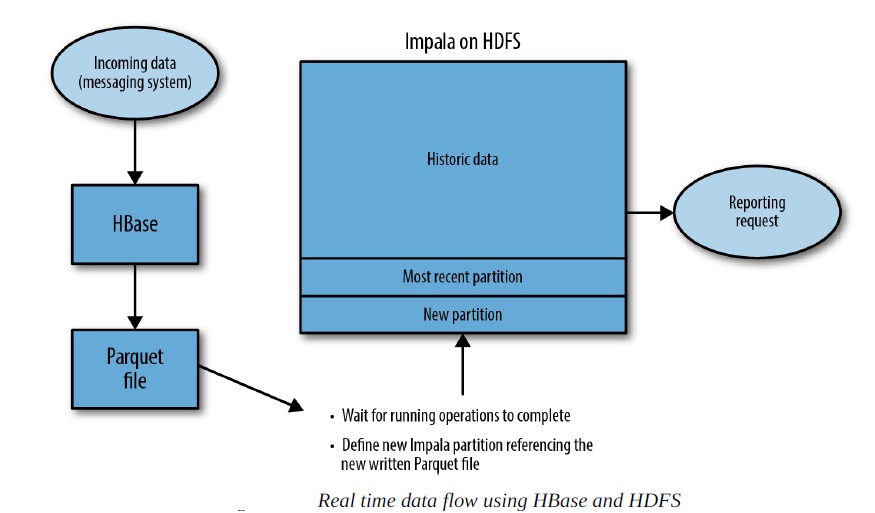 Impala on HDFS
Incoming data
(messaging system)
Historic data
HBase
Reporting
request
Most recent partition
New partition
Parquet
file
• Wait for running operations to complete
• Define new Impala partition referencing the
new written Parquet file
Real time data flow using HBase and HDFS